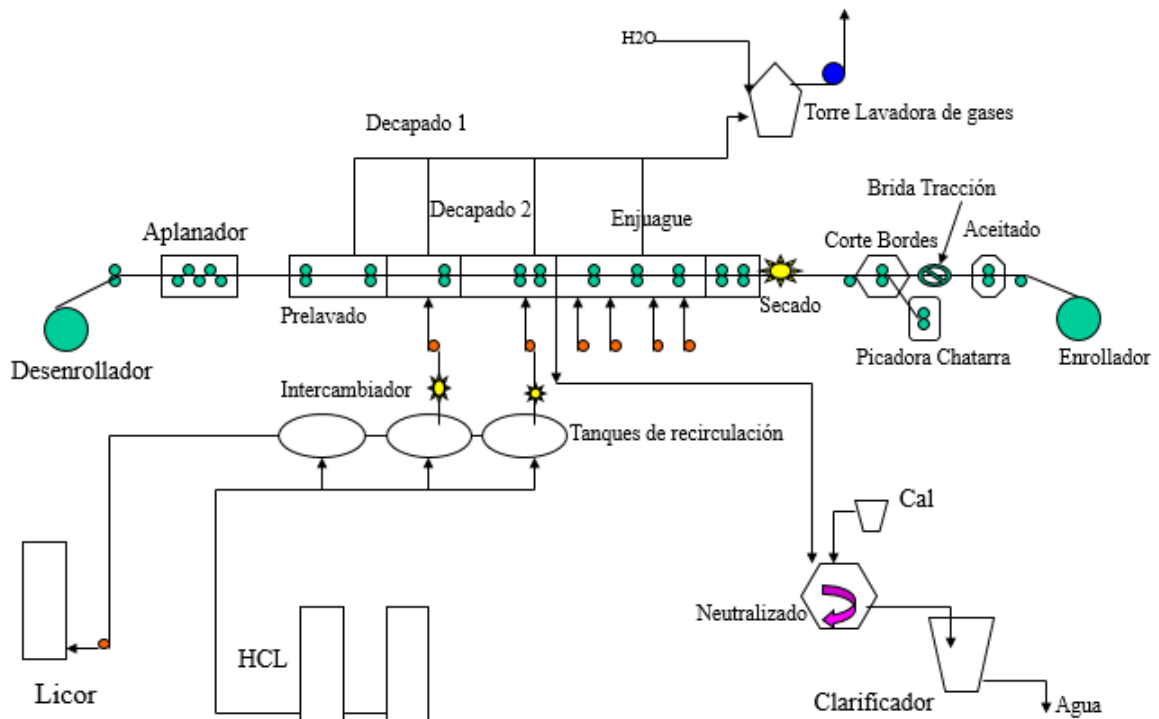 H2O
Torre Lavadora de gases
Decapado 1
Brida Tracción
Decapado 2
Enjuague
Aplanador
Corte Bordes
Aceitado
Prelavado
Secado
Desenrollador
Picadora Chatarra
Enrollador
Intercambiador
Tanques de recirculación
Cal
Neutralizado
HCL
Licor
Clarificador
Agua